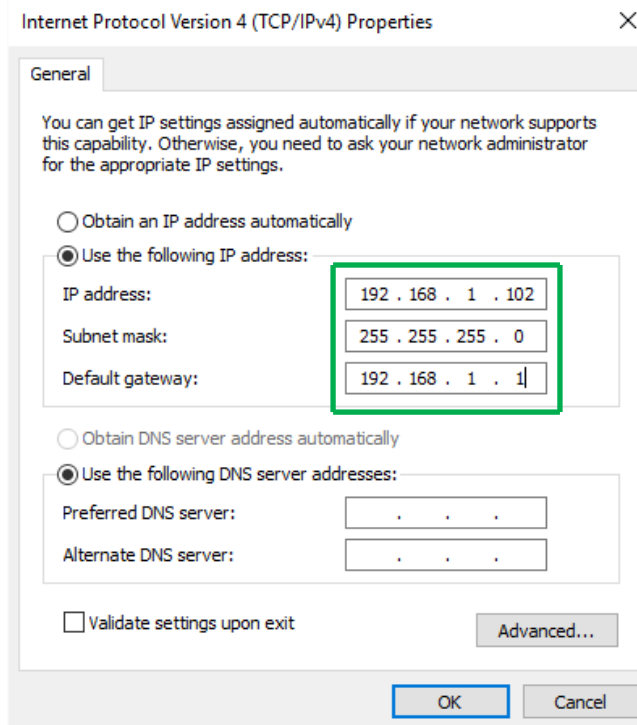 Internet Protocol Version 4 (TCP/IPv4) Properties
General
You can get IP settings assigned automatically if your network supports
this capability. Otherwise, you need to ask your network administrator
for the appropriate IP settings.
Obtain an IP address automatically
Use the following IP address:
IP address: 192 . 168 . 1 . 102
Subnet mask: 255 . 255 . 255 . 0
Default gateway: 192 . 168 . 1 . 1
Obtain DNS server address automatically
Use the following DNS server addresses:
Preferred DNS server: . . .
Alternate DNS server: . . .
Validate settings upon exit
Advanced...
OK Cancel